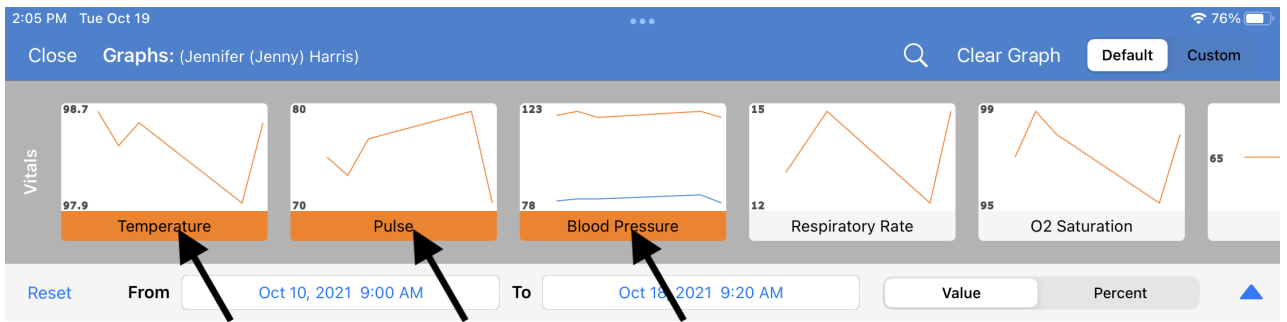 2:05 PM Tue Oct 19 76%
Close Graphs: (Jennifer (Jenny) Harris) Clear Graph Default Custom
Vitals
98.7
97.9
Temperature
80
70
Pulse
123
78
Blood Pressure
15
12
Respiratory Rate
99
95
O2 Saturation
65
Reset From Oct 10, 2021 9:00 AM To Oct 18, 2021 9:20 AM Value Percent